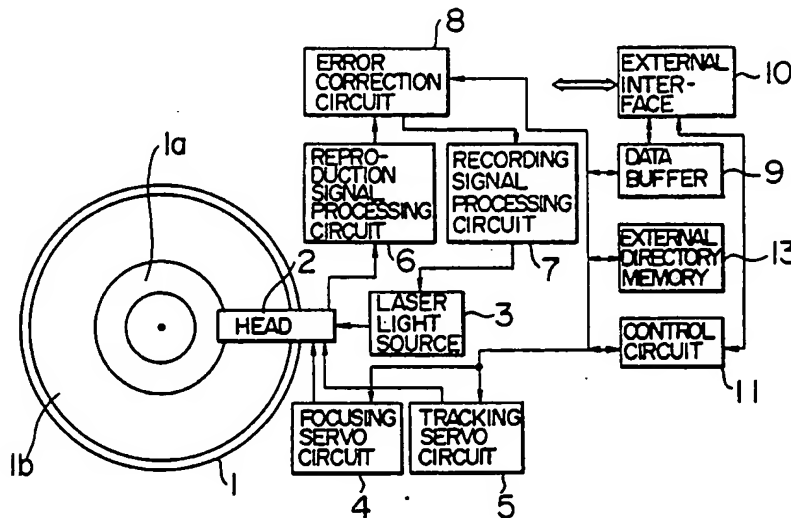 8
ERROR
CORRECTION
CIRCUIT
EXTERNAL
INTER-
FACE
10
1a
REPRO-
DUCTION
SIGNAL
PROCESSING
CIRCUIT
6
RECORDING
SIGNAL
PROCESSING
CIRCUIT
7
DATA
BUFFER
9
EXTERNAL
DIRECTORY
MEMORY
13
2
HEAD
LASER
LIGHT
SOURCE
3
CONTROL
CIRCUIT
11
1b
1
FOCUSING
SERVO
CIRCUIT
4
TRACKING
SERVO
CIRCUIT
5